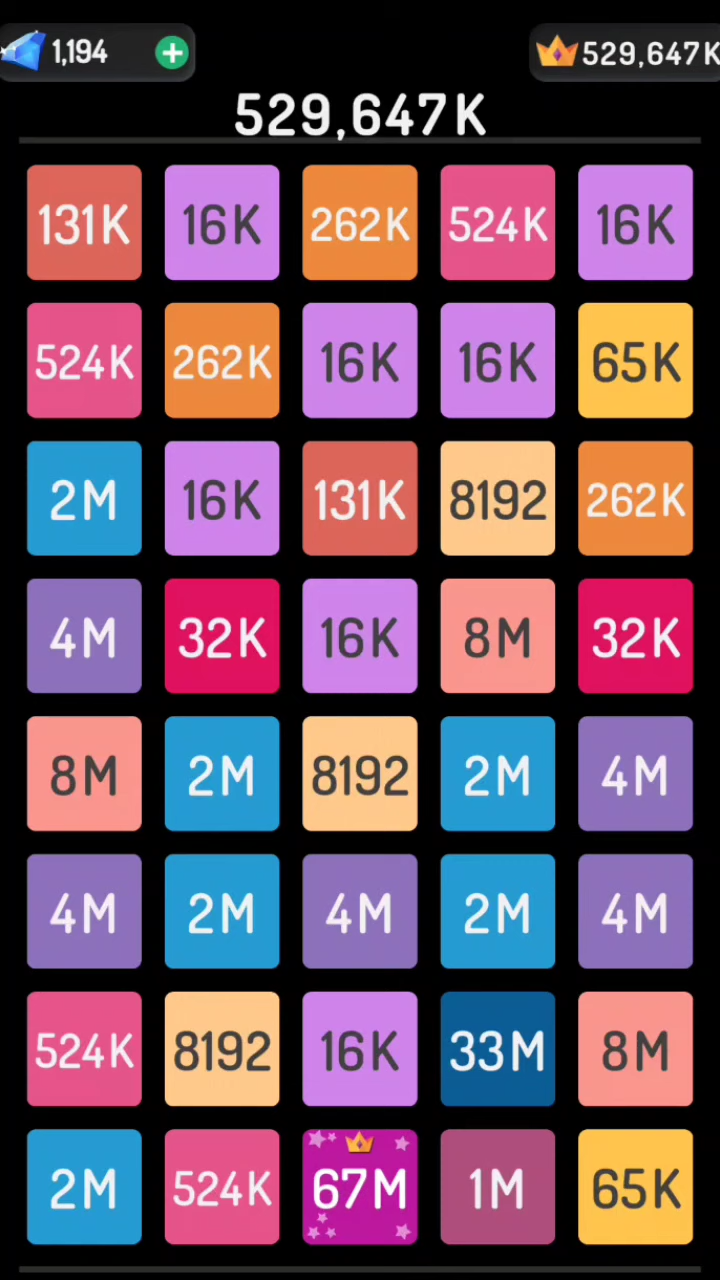 1,194 529,647K
529,647K
131K 16K 262K 524K 16K
524K 262K 16K 16K 65K
2M 16K 131K 8192 262K
4M 32K 16K 8M 32K
8M 2M 8192 2M 4M
4M 2M 4M 2M 4M
524K 8192 16K 33M 8M
2M 524K 67M 1M 65K